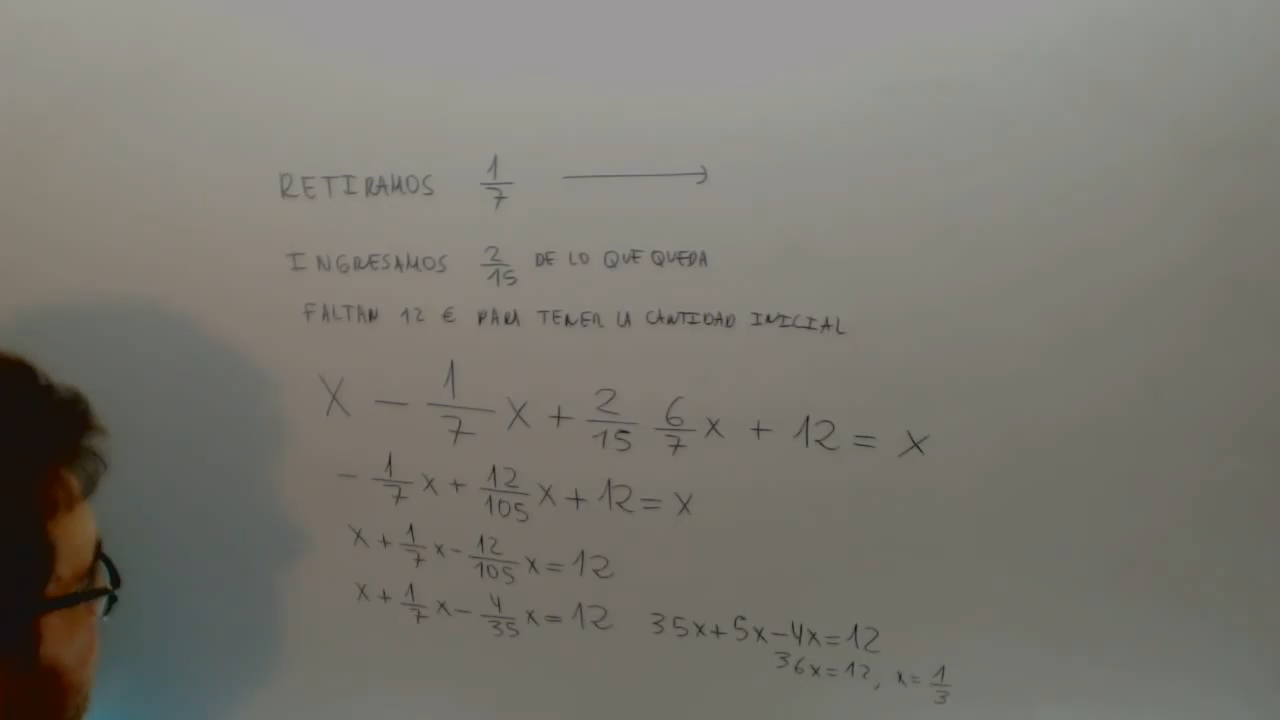 RETIRAMOS 1/7 →
INGRESAMOS 2/15 DE LO QUE QUEDA
FALTAN 12 € PARA TENER LA CANTIDAD INICIAL
X - 1/7 X + 2/15 6/7 X + 12 = X
- 1/7 X + 12/105 X + 12 = X
X + 1/7 X - 12/105 X = 12
X + 1/7 X - 4/35 X = 12
35X + 5X - 4X = 12
36X = 12, X = 1/3